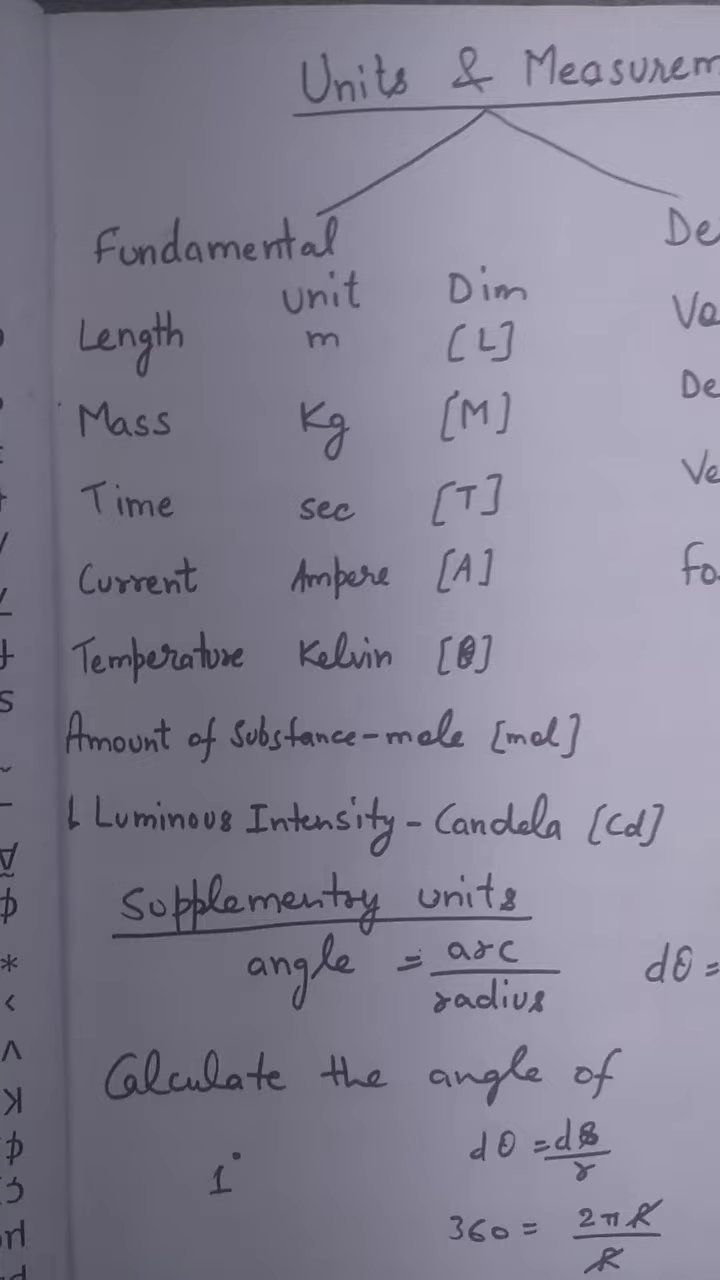 Units & Measurem
Fundamental De
unit Dim
Length m [L] Va
Mass Kg [M] De
Time sec [T] Ve
Current Ampere [A] Fo
Temperature Kelvin [θ]
Amount of Substance - mole [mol]
Luminous Intensity - Candela [Cd]
Supplementry units
angle = arc / radius dθ =
Calculate the angle of
1° dθ = ds / r
360 = 2πR / R